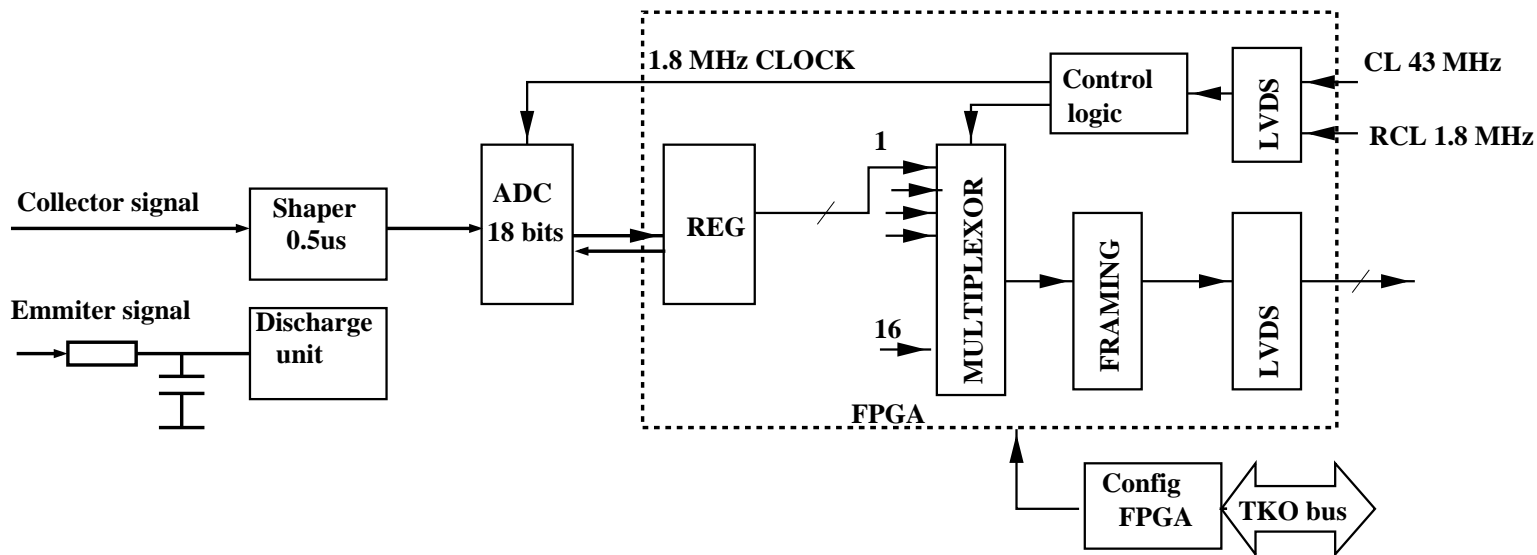 1.8 MHz CLOCK
Control
logic
LVDS
CL 43 MHz
RCL 1.8 MHz
Collector signal
Shaper
0.5us
ADC
18 bits
REG
1
16
MULTIPLEXOR
FRAMING
LVDS
Emmiter signal
Discharge
unit
FPGA
Config
FPGA
TKO bus